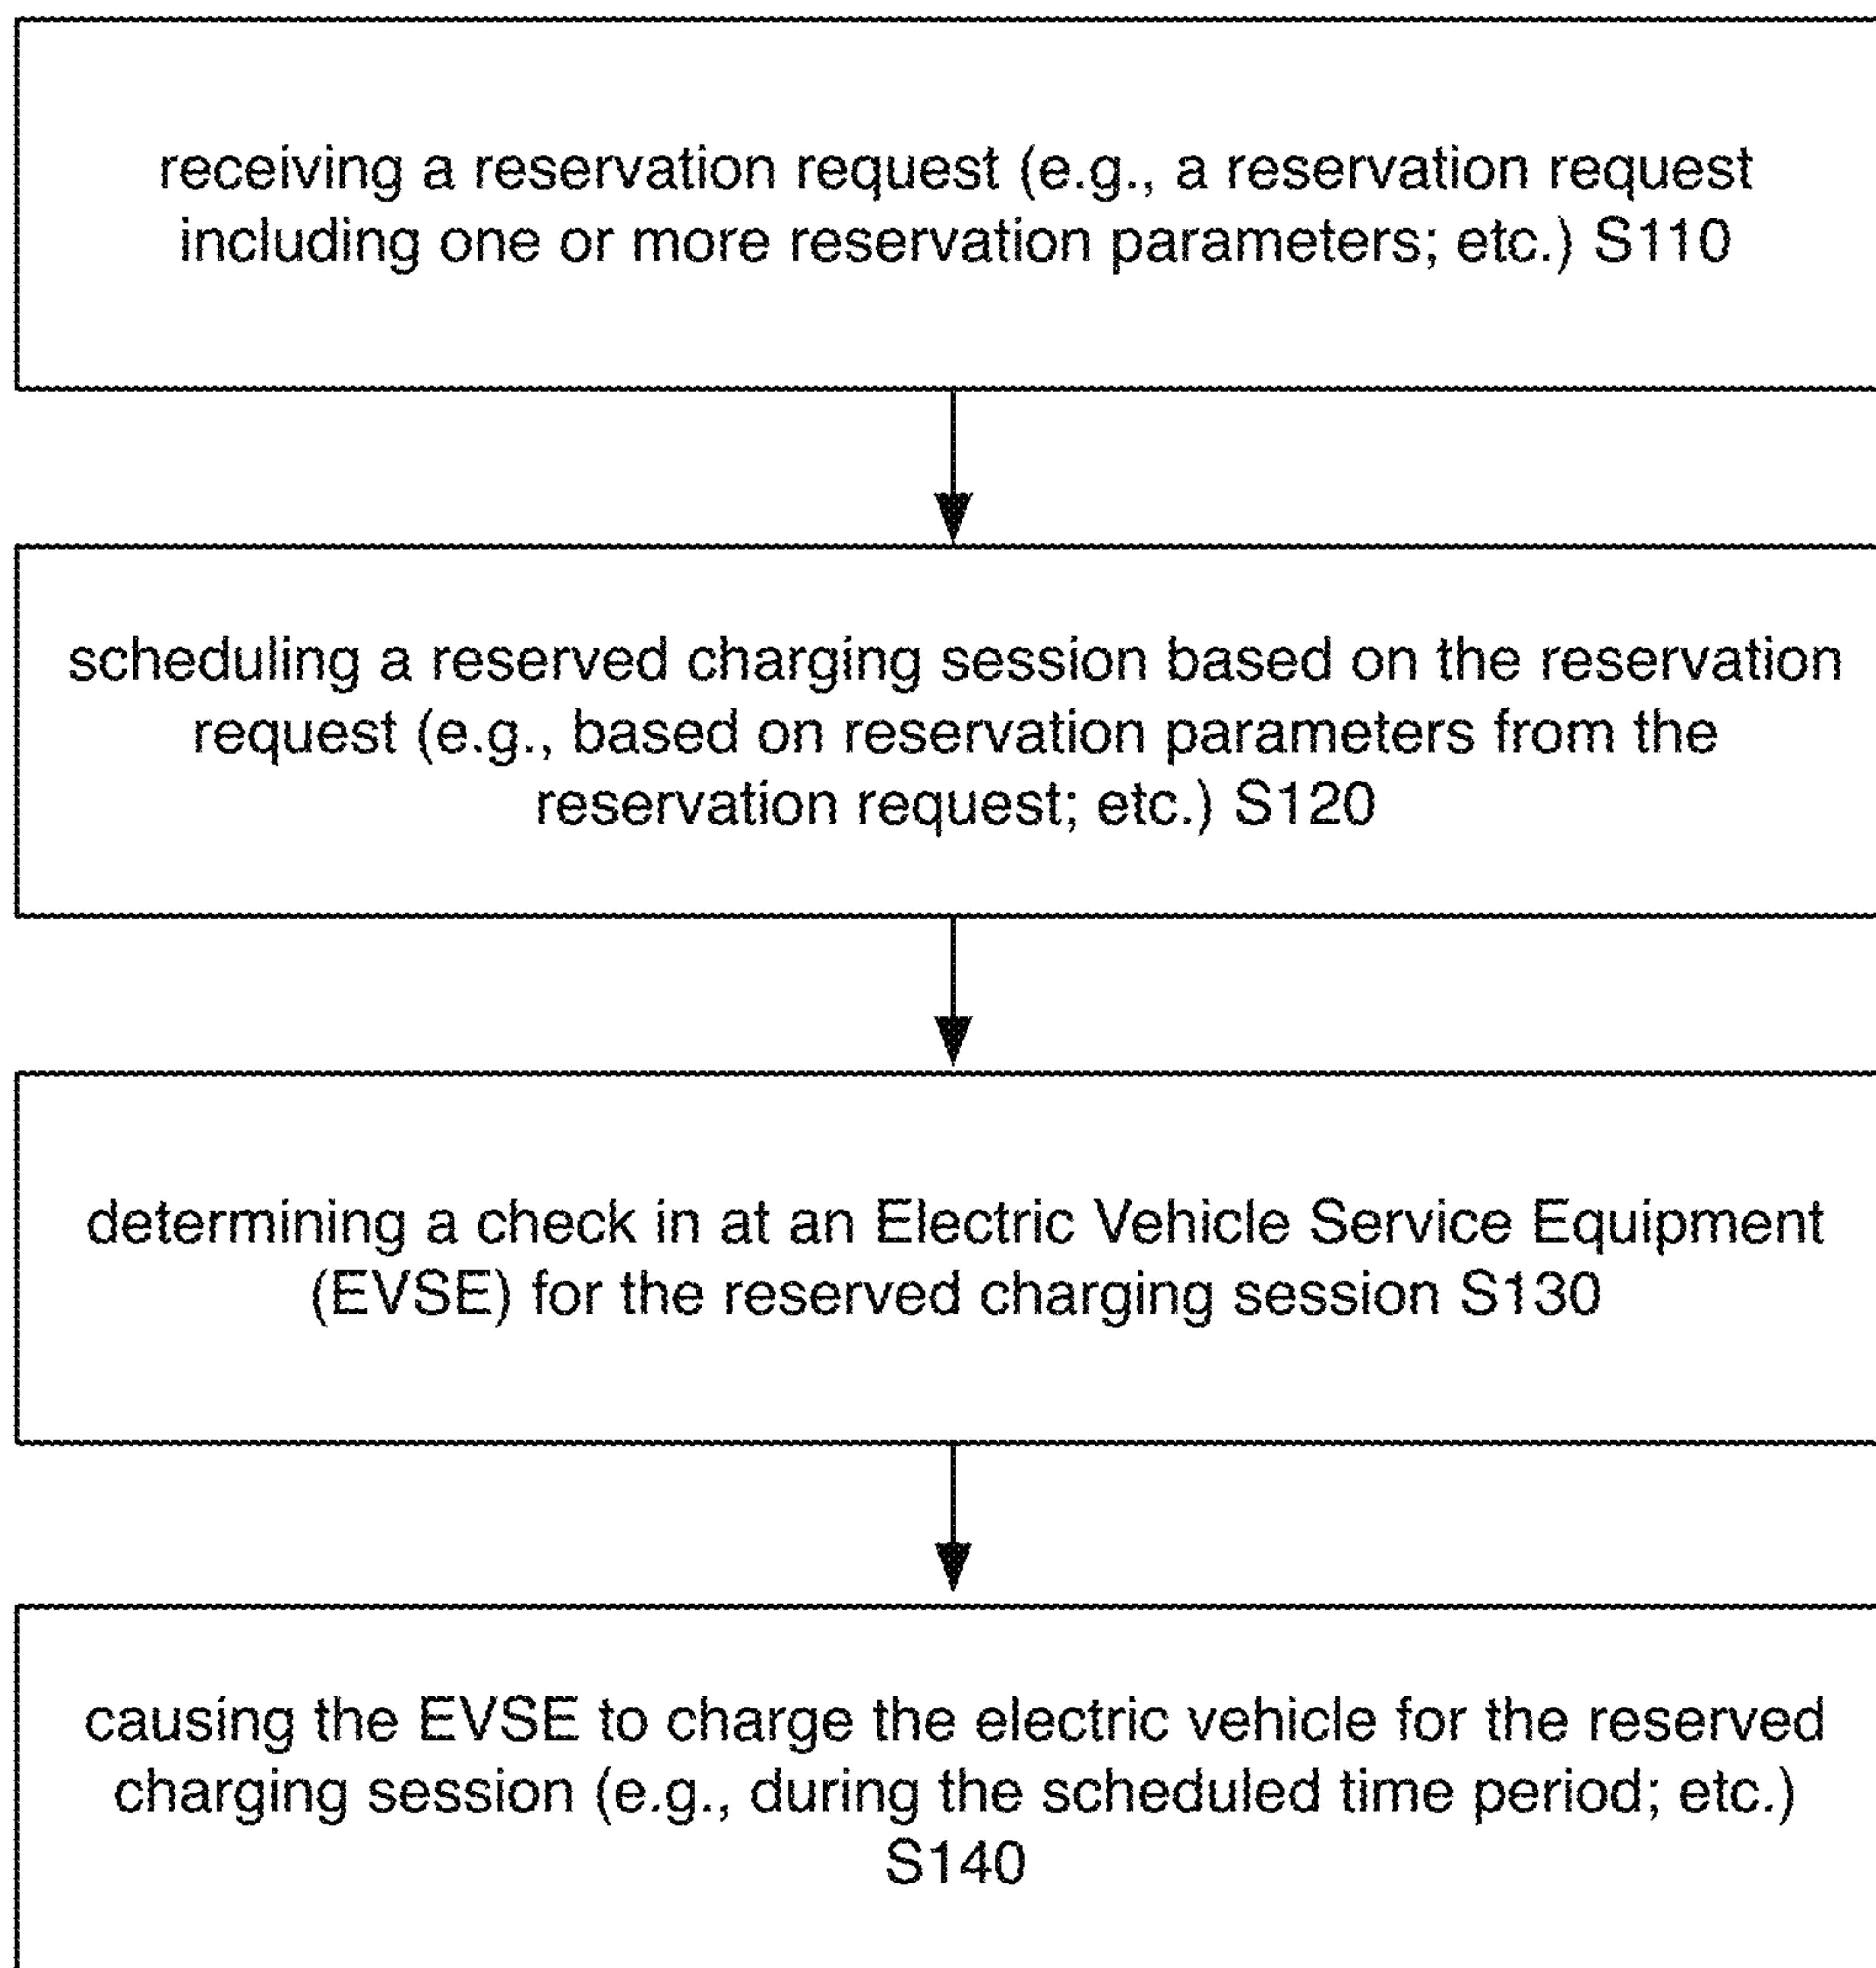 receiving a reservation request (e.g., a reservation request
including one or more reservation parameters; etc.) S110
scheduling a reserved charging session based on the reservation
request (e.g., based on reservation parameters from the
reservation request; etc.) S120
determining a check in at an Electric Vehicle Service Equipment
(EVSE) for the reserved charging session S130
causing the EVSE to charge the electric vehicle for the reserved
charging session (e.g., during the scheduled time period; etc.)
S140